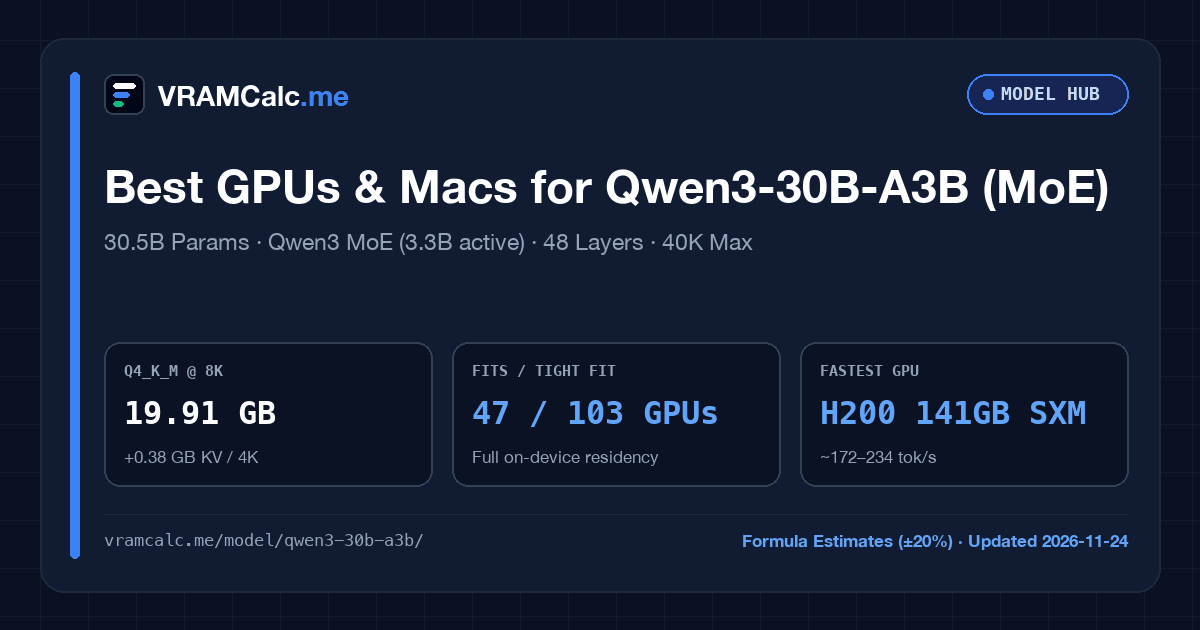 VRAMCalc.me
MODEL HUB
Best GPUs & Macs for Qwen3-30B-A3B (MoE)
30.5B Params · Qwen3 MoE (3.3B active) · 48 Layers · 40K Max
Q4_K_M @ 8K
19.91 GB
+0.38 GB KV / 4K
FITS / TIGHT FIT
47 / 103 GPUs
Full on-device residency
FASTEST GPU
H200 141GB SXM
~172–234 tok/s
vramcalc.me/model/qwen3-30b-a3b/
Formula Estimates (±20%) · Updated 2026-11-24